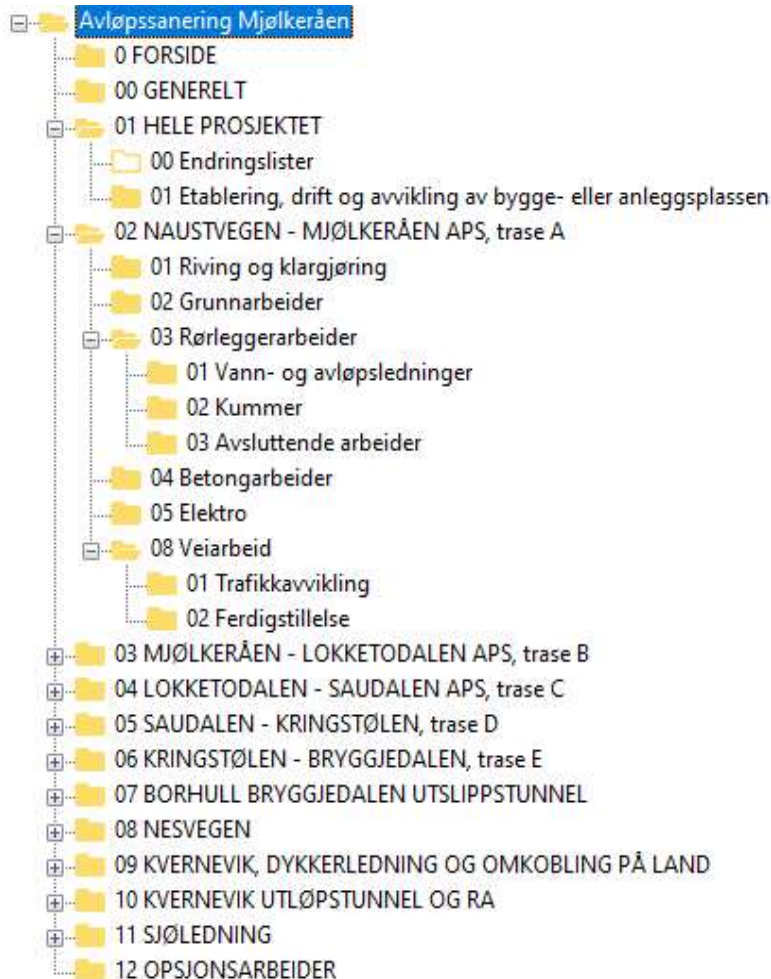 Avløpssanering Mjølkeråen
0 FORSIDE
00 GENERELT
01 HELE PROSJEKTET
00 Endringslister
01 Etablering, drift og avvikling av bygge- eller anleggsplassen
02 NAUSTVEGEN - MJØLKERÅEN APS, trase A
01 Riving og klargjøring
02 Grunnarbeider
03 Rørleggerarbeider
01 Vann- og avløpsledninger
02 Kummer
03 Avsluttende arbeider
04 Betongarbeider
05 Elektro
08 Veiarbeid
01 Trafikkavvikling
02 Ferdigstillelse
03 MJØLKERÅEN - LOKKETODALEN APS, trase B
04 LOKKETODALEN - SAUDALEN APS, trase C
05 SAUDALEN - KRINGSTØLEN, trase D
06 KRINGSTØLEN - BRYGGJEDALEN, trase E
07 BORHULL BRYGGJEDALEN UTSLIPPSTUNNEL
08 NESVEGEN
09 KVERNEVIK, DYKKERLEDNING OG OMKOBLING PÅ LAND
10 KVERNEVIK UTLØPSTUNNEL OG RA
11 SJØLEDNING
12 OPSJONSARBEIDER